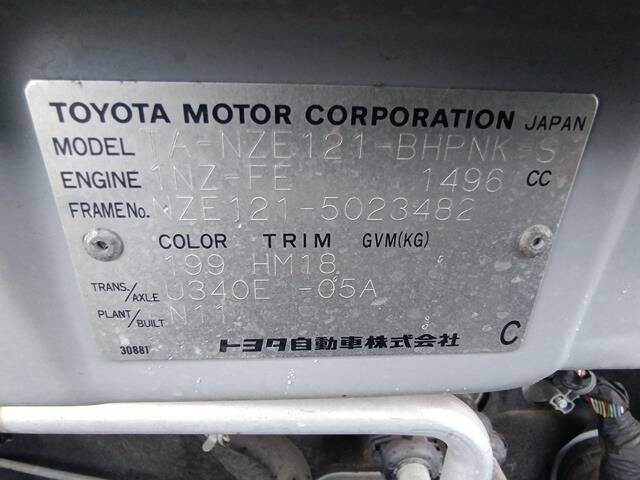 TOYOTA MOTOR CORPORATION JAPAN
MODEL TA-NZE121-BHPNK-S
ENGINE 1NZ-FE 1496 CC
FRAME No. NZE121-5023482
COLOR TRIM GVM(KG)
199 HM18
TRANS./AXLE U340E -05A
PLANT/BUILT N11
30881 トヨタ自動車株式会社 C